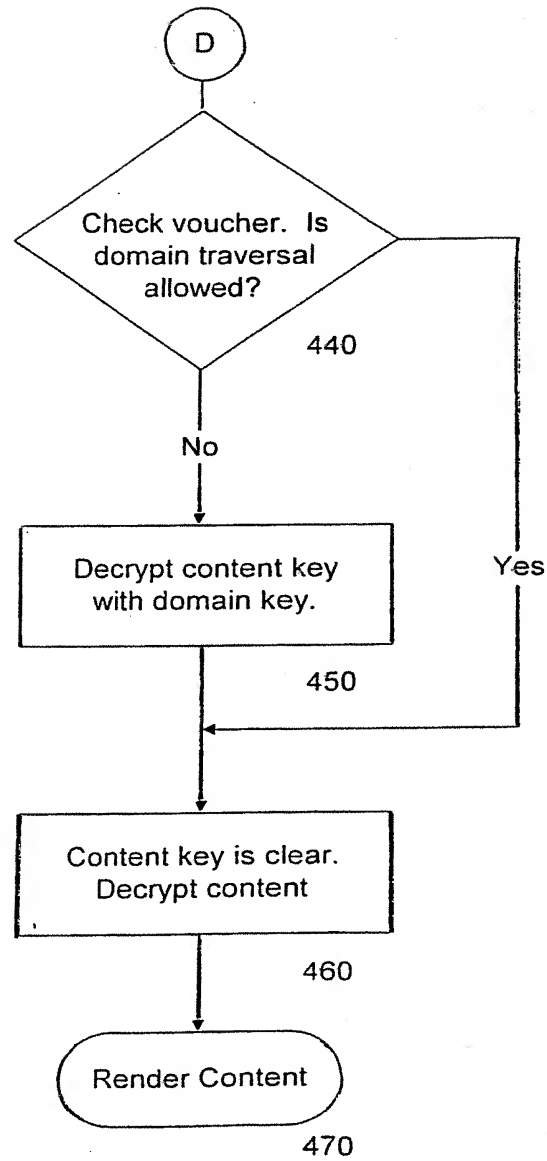 D
Check voucher. Is
domain traversal
allowed?
440
No
Yes
Decrypt content key
with domain key.
450
Content key is clear.
Decrypt content
460
Render Content
470